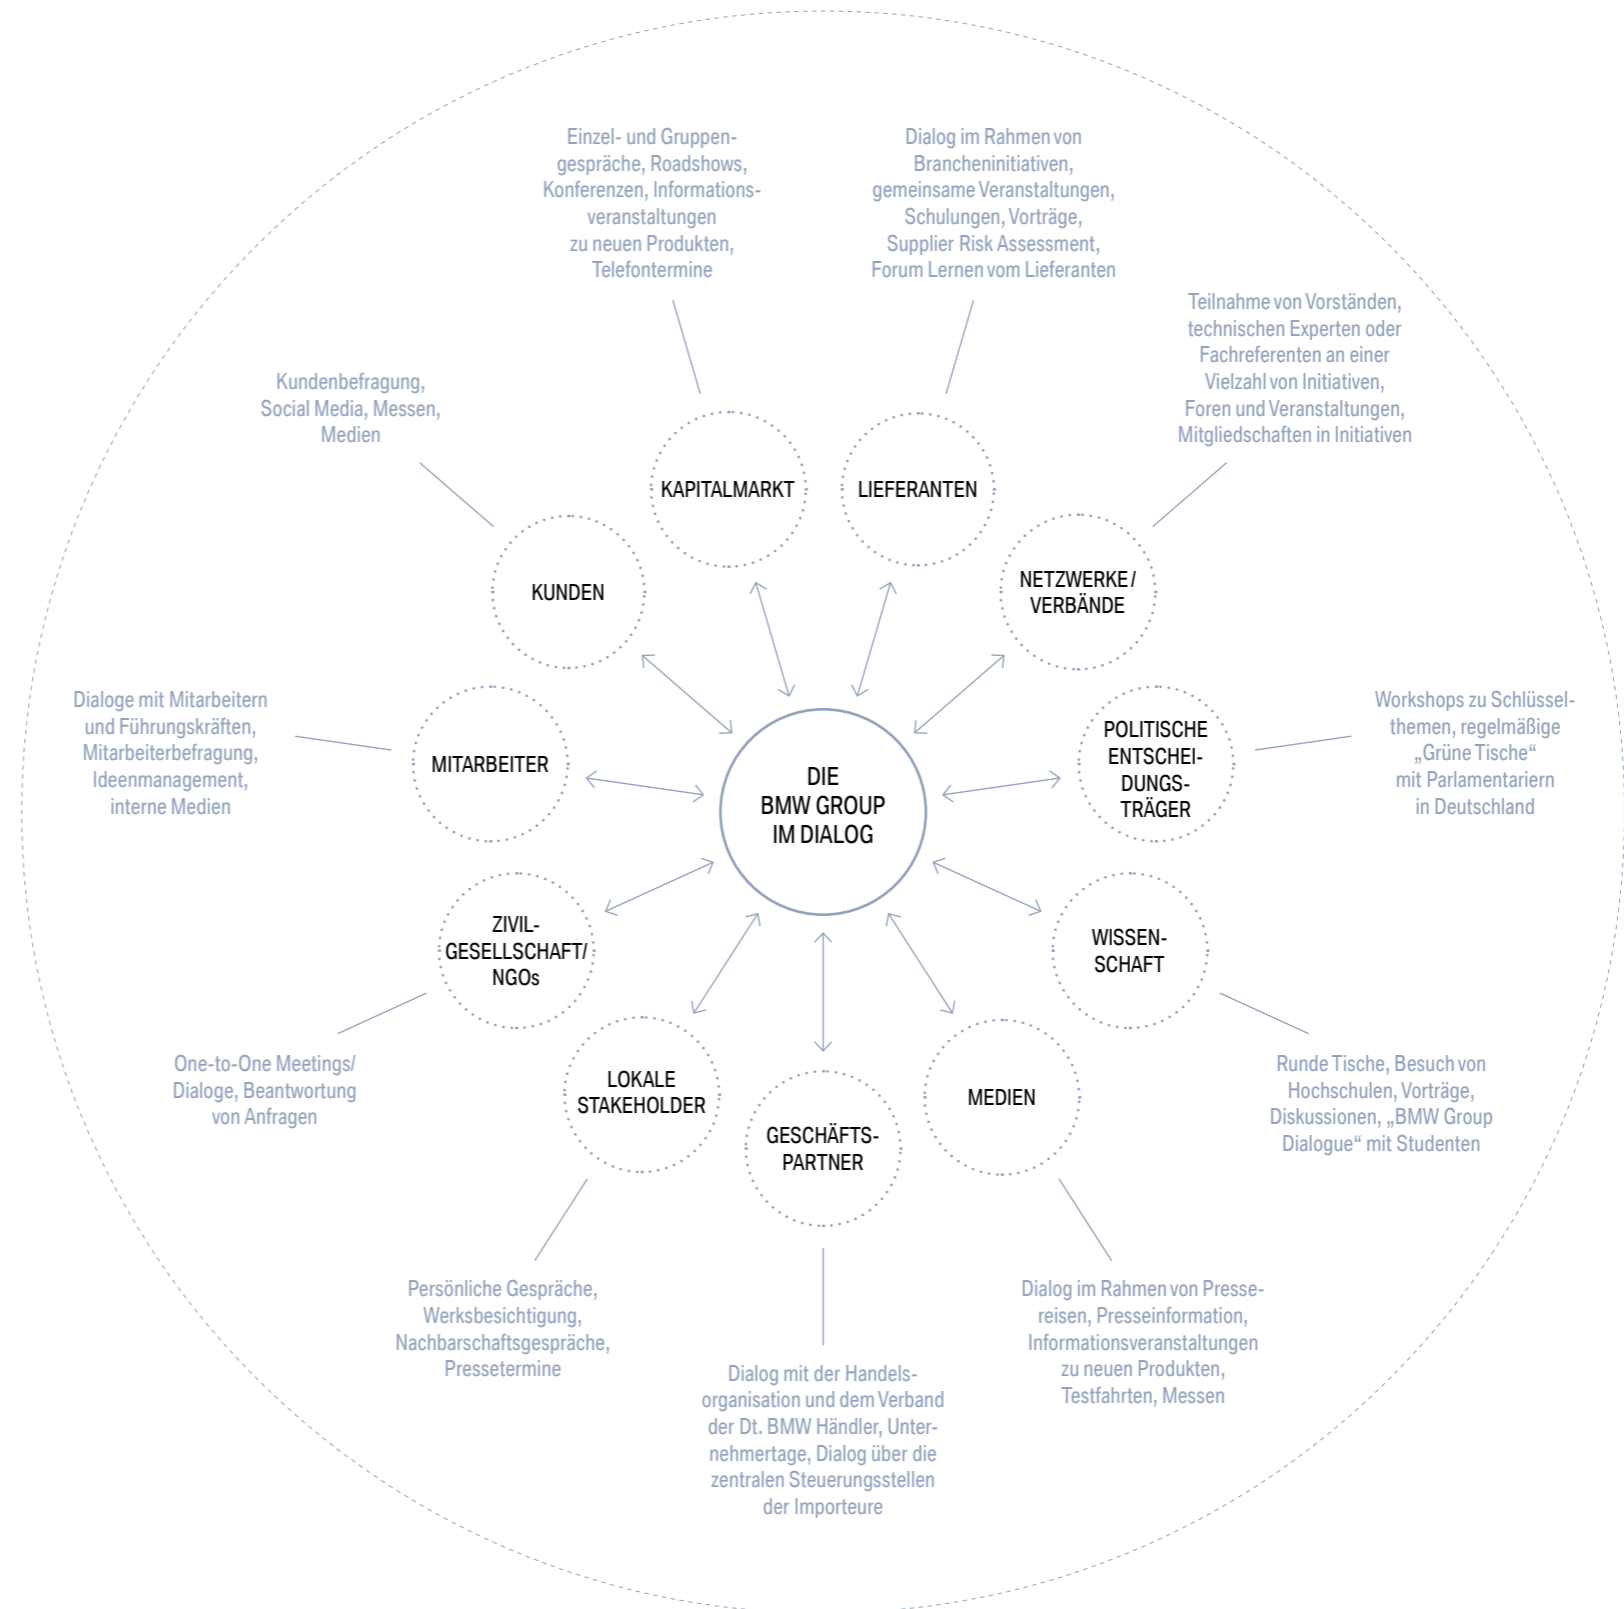 Einzel- und Gruppen-
gespräche, Roadshows,
Konferenzen, Informations-
veranstaltungen
zu neuen Produkten,
Telefontermine
Dialog im Rahmen von
Brancheninitiativen,
gemeinsame Veranstaltungen,
Schulungen, Vorträge,
Supplier Risk Assessment,
Forum Lernen vom Lieferanten
Teilnahme von Vorständen,
technischen Experten oder
Fachreferenten an einer
Vielzahl von Initiativen,
Foren und Veranstaltungen,
Mitgliedschaften in Initiativen
Kundenbefragung,
Social Media, Messen,
Medien
KAPITALMARKT
LIEFERANTEN
KUNDEN
NETZWERKE/
VERBÄNDE
Dialoge mit Mitarbeitern
und Führungskräften,
Mitarbeiterbefragung,
Ideenmanagement,
interne Medien
MITARBEITER
DIE
BMW GROUP
IM DIALOG
POLITISCHE
ENTSCHEI-
DUNGS-
TRÄGER
Workshops zu Schlüssel-
themen, regelmäßige
„Grüne Tische“
mit Parlamentariern
in Deutschland
ZIVIL-
GESELLSCHAFT/
NGOs
WISSEN-
SCHAFT
One-to-One Meetings/
Dialoge, Beantwortung
von Anfragen
LOKALE
STAKEHOLDER
GESCHÄFTS-
PARTNER
MEDIEN
Runde Tische, Besuch von
Hochschulen, Vorträge,
Diskussionen, „BMW Group
Dialogue“ mit Studenten
Persönliche Gespräche,
Werksbesichtigung,
Nachbarschaftsgespräche,
Pressetermine
Dialog mit der Handels-
organisation und dem Verband
der Dt. BMW Händler, Unter-
nehmertage, Dialog über die
zentralen Steuerungsstellen
der Importeure
Dialog im Rahmen von Presse-
reisen, Presseinformation,
Informationsveranstaltungen
zu neuen Produkten,
Testfahrten, Messen